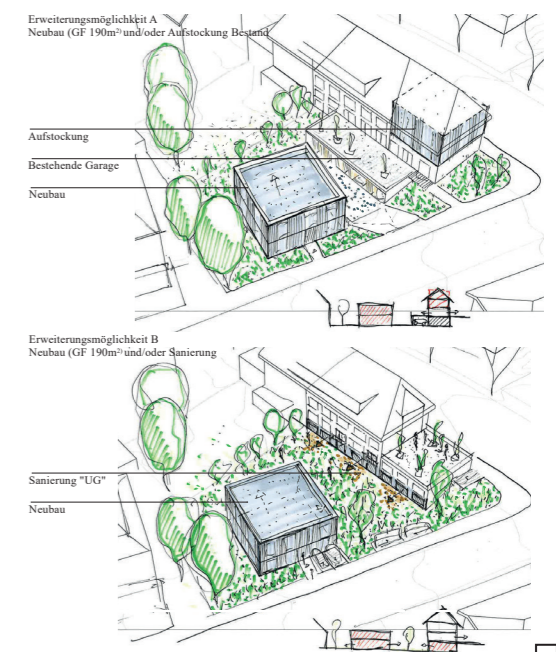 Erweiterungsmöglichkeit A
Neubau (GF 190m²) und/oder Aufstockung Bestand
Aufstockung
Bestehende Garage
Neubau
Erweiterungsmöglichkeit B
Neubau (GF 190m²) und/oder Sanierung
Sanierung "UG"
Neubau